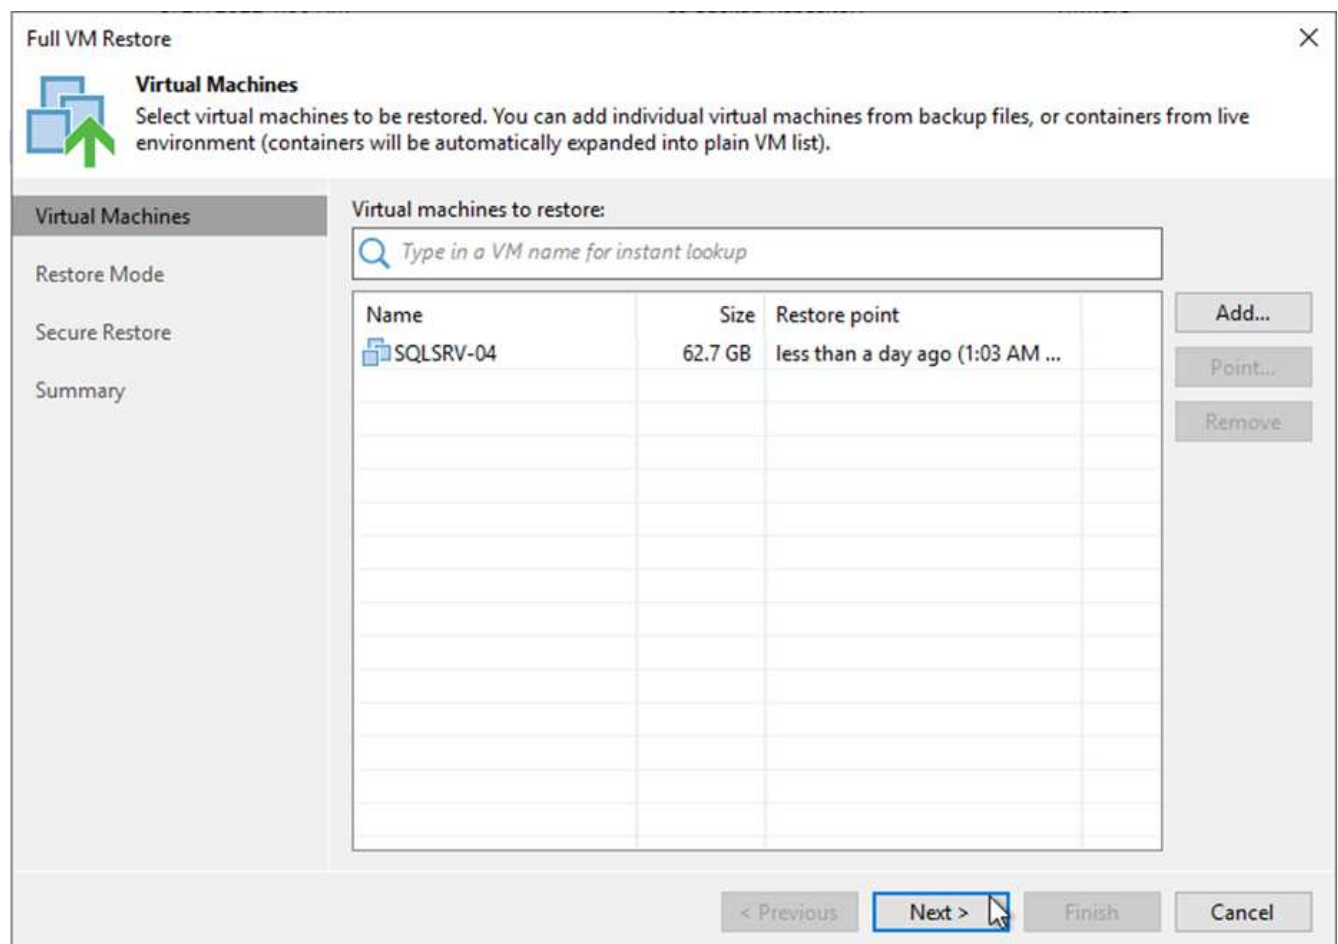 Full VM Restore
Virtual Machines
Select virtual machines to be restored. You can add individual virtual machines from backup files, or containers from live
environment (containers will be automatically expanded into plain VM list).
Virtual Machines
Restore Mode
Secure Restore
Summary
Virtual machines to restore:
Type in a VM name for instant lookup
Name Size Restore point
SQLSRV-04 62.7 GB less than a day ago (1:03 AM ...
Add...
Point...
Remove
< Previous Next > Finish Cancel